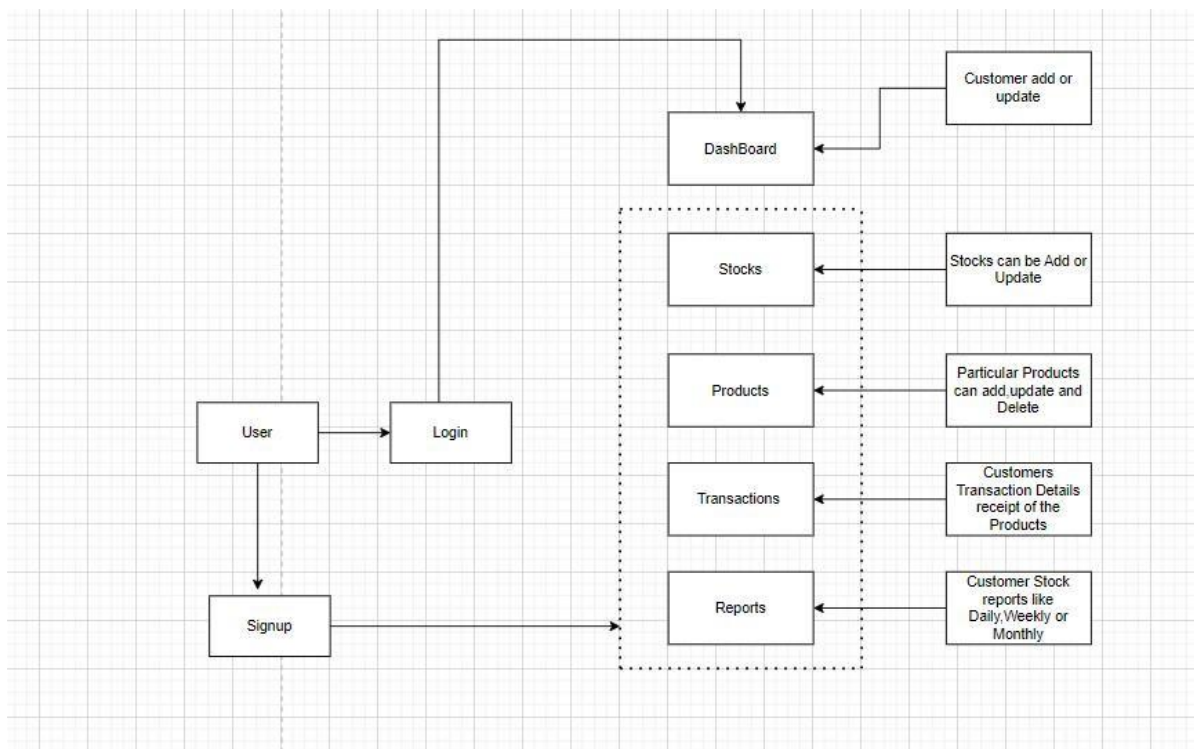 Customer add or
update
DashBoard
Stocks
Stocks can be Add or
Update
Products
Particular Products
can add,update and
Delete
User
Login
Transactions
Customers
Transaction Details
receipt of the
Products
Signup
Reports
Customer Stock
reports like
Daily,Weekly or
Monthly